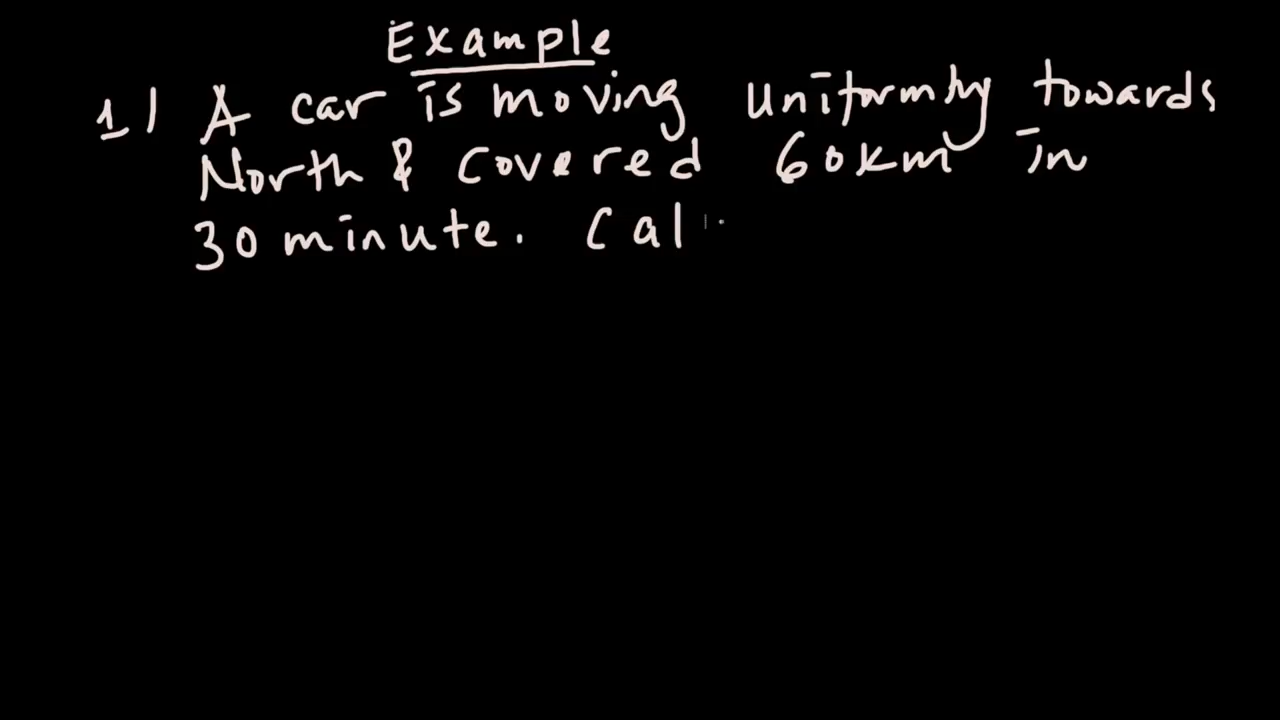 Example
1) A car is moving uniformly towards
North & covered 60km in
30 minute. Cal